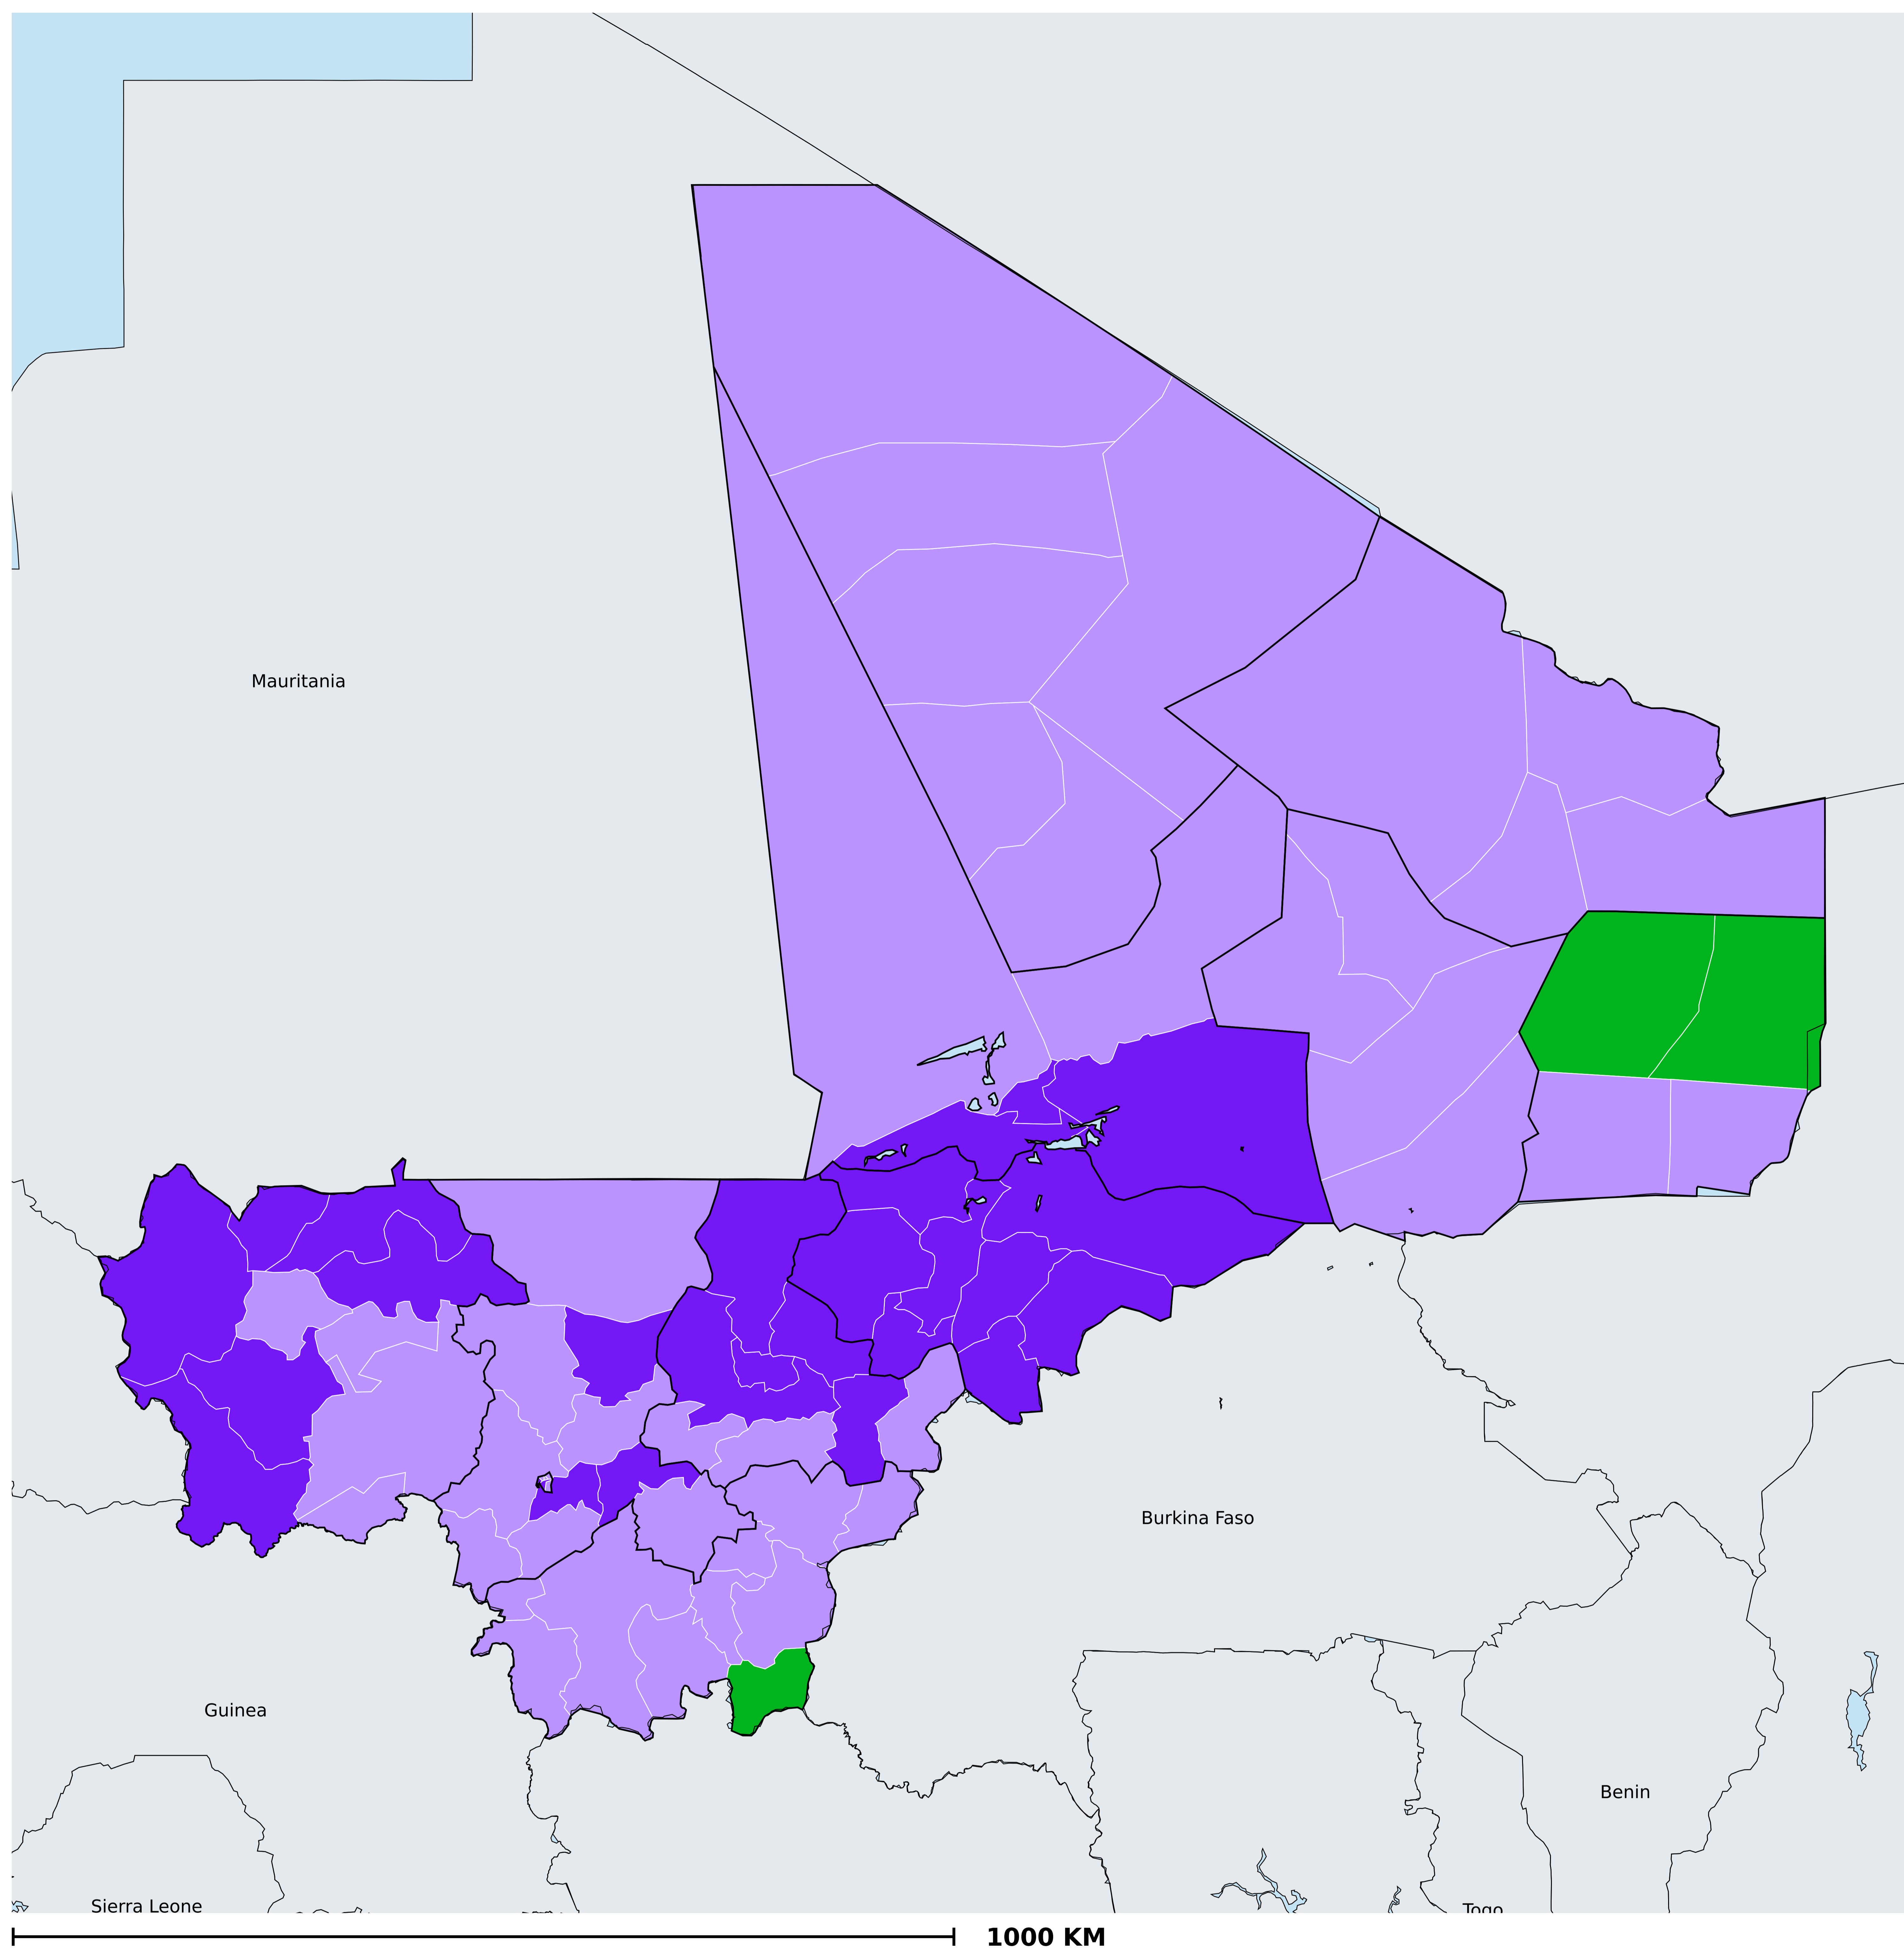 Mauritania
Burkina Faso
Guinea
Benin
Sierra Leone
Togo
1000 KM